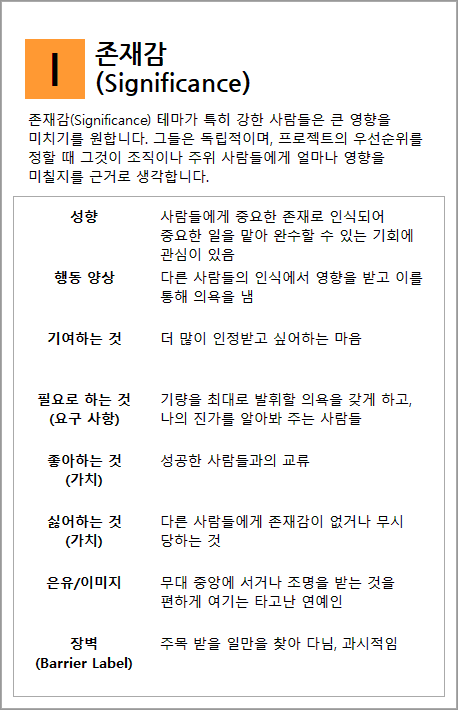 I
존재감
(Significance)
존재감(Significance) 테마가 특히 강한 사람들은 큰 영향을
미치기를 원합니다. 그들은 독립적이며, 프로젝트의 우선순위를
정할 때 그것이 조직이나 주위 사람들에게 얼마나 영향을
미칠지를 근거로 생각합니다.
성향
사람들에게 중요한 존재로 인식되어
중요한 일을 맡아 완수할 수 있는 기회에
관심이 있음
행동 양상
다른 사람들의 인식에서 영향을 받고 이를
통해 의욕을 냄
기여하는 것
더 많이 인정받고 싶어하는 마음
필요로 하는 것
(요구 사항)
기량을 최대로 발휘할 의욕을 갖게 하고,
나의 진가를 알아봐 주는 사람들
좋아하는 것
(가치)
성공한 사람들과의 교류
싫어하는 것
(가치)
다른 사람들에게 존재감이 없거나 무시
당하는 것
은유/이미지
무대 중앙에 서거나 조명을 받는 것을
편하게 여기는 타고난 연예인
장벽
(Barrier Label)
주목 받을 일만을 찾아 다님, 과시적임